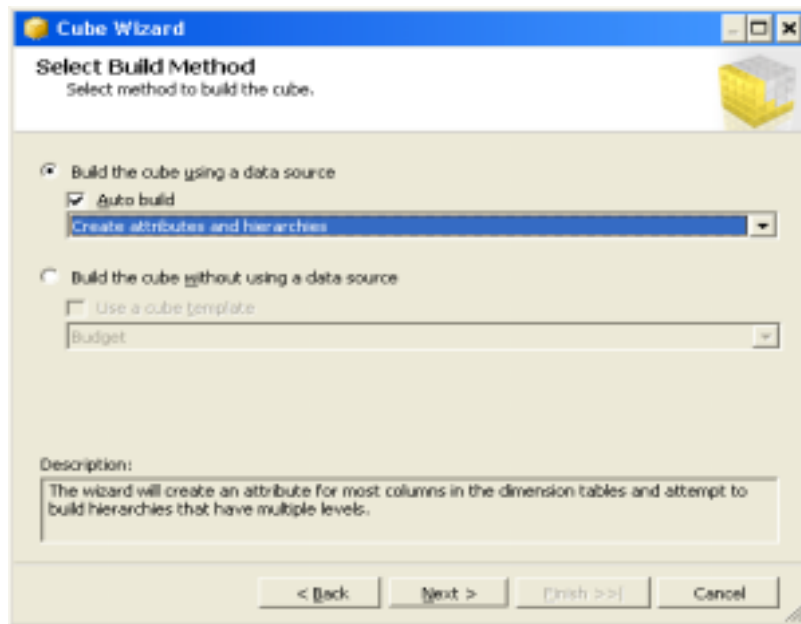 Cube Wizard
Select Build Method
Select method to build the cube.
Build the cube using a data source
Auto build
Create attributes and hierarchies
Build the cube without using a data source
Use a cube template
Budget
Description:
The wizard will create an attribute for most columns in the dimension tables and attempt to
build hierarchies that have multiple levels.
< Back
Next >
Finish >>|
Cancel